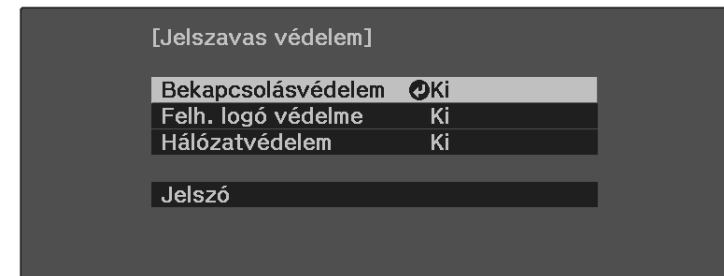 [Jelszavas védelem]
Bekapcsolásvédelem Ki
Felh. logó védelme Ki
Hálózatvédelem Ki
Jelszó